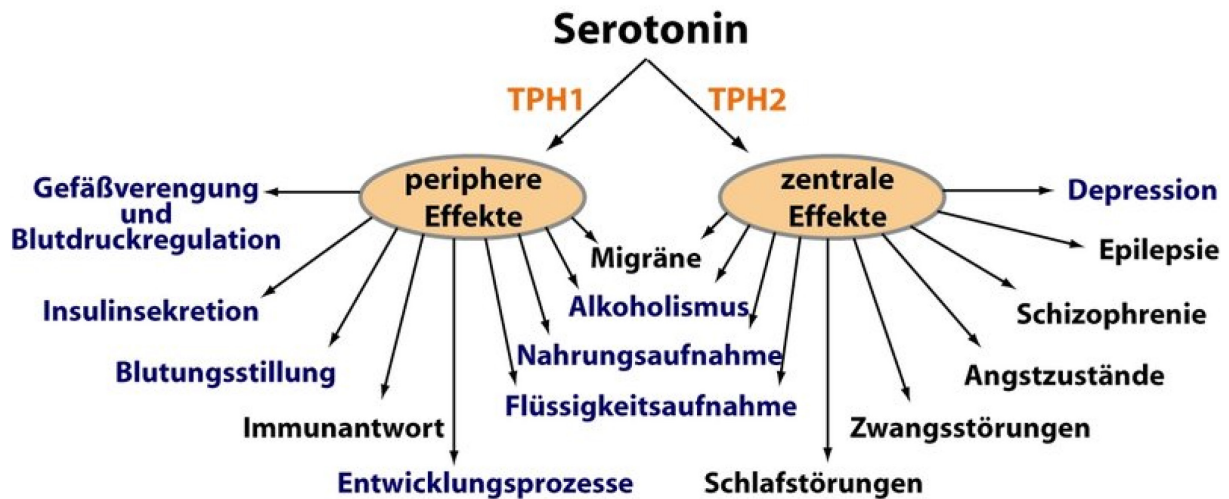 Serotonin
TPH1
TPH2
periphere
Effekte
zentrale
Effekte
Gefäßverengung
und
Blutdruckregulation
Insulinsekretion
Blutungsstillung
Immunantwort
Entwicklungsprozesse
Migräne
Alkoholismus
Nahrungsaufnahme
Flüssigkeitsaufnahme
Depression
Epilepsie
Schizophrenie
Angstzustände
Zwangsstörungen
Schlafstörungen